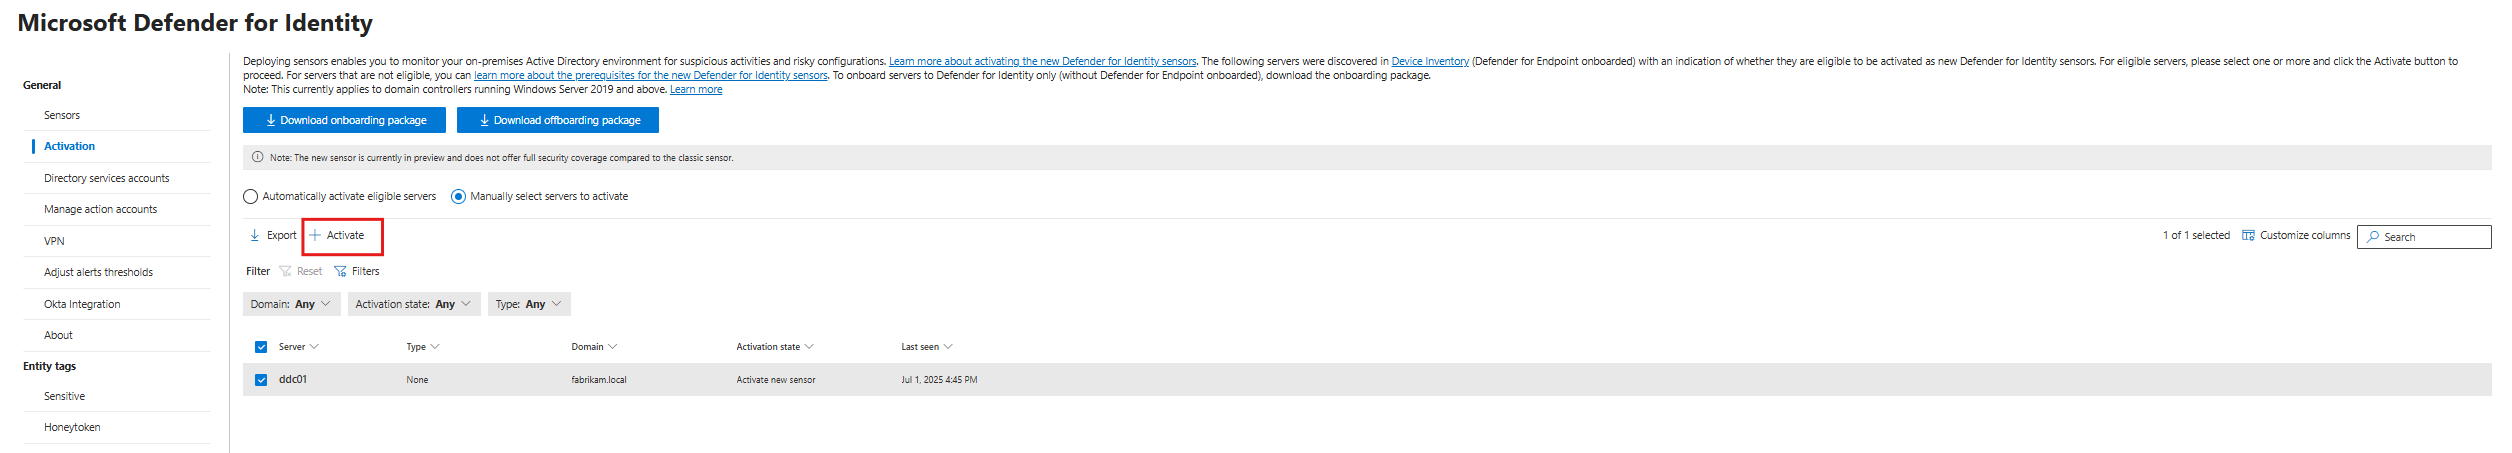 Microsoft Defender for Identity
General
Sensors
Activation
Directory services accounts
Manage action accounts
VPN
Adjust alerts thresholds
Okta Integration
About
Entity tags
Sensitive
Honeytoken
Deploying sensors enables you to monitor your on-premises Active Directory environment for suspicious activities and risky configurations. Learn more about activating the new Defender for Identity sensors. The following servers were discovered in Device Inventory (Defender for Endpoint onboarded) with an indication of whether they are eligible to be activated as new Defender for Identity sensors. For eligible servers, please select one or more and click the Activate button to
proceed. For servers that are not eligible, you can learn more about the prerequisites for the new Defender for Identity sensors. To onboard servers to Defender for Identity only (without Defender for Endpoint onboarded), download the onboarding package.
Note: This currently applies to domain controllers running Windows Server 2019 and above. Learn more
Download onboarding package Download offboarding package
Note: The new sensor is currently in preview and does not offer full security coverage compared to the classic sensor.
Automatically activate eligible servers Manually select servers to activate
Export Activate 1 of 1 selected Customize columns Search
Filter Reset Filters
Domain: Any Activation state: Any Type: Any
Server Type Domain Activation state Last seen
ddc01 None fabrikam.local Activate new sensor Jul 1, 2025 4:45 PM